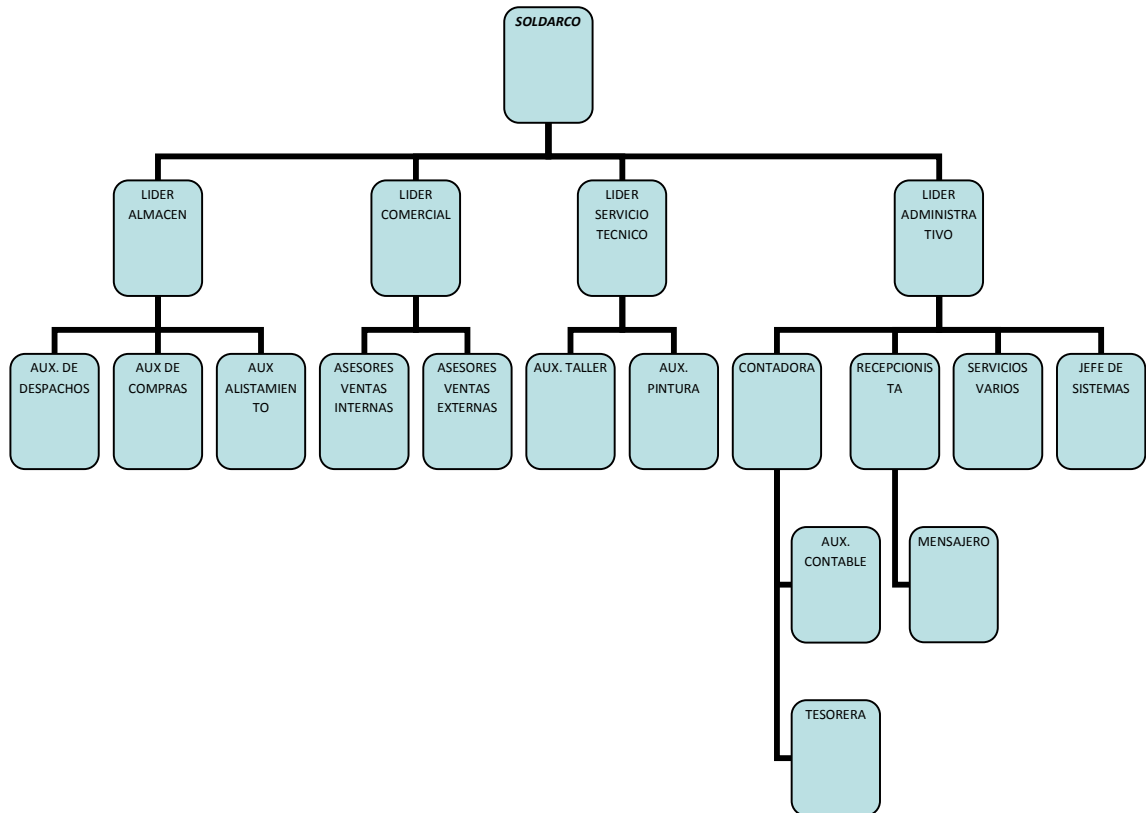 SOLDARCO
LIDER
ALMACEN
LIDER
COMERCIAL
LIDER
SERVICIO
TECNICO
LIDER
ADMINISTRA
TIVO
AUX. DE
DESPACHOS
AUX DE
COMPRAS
AUX
ALISTAMIEN
TO
ASESORES
VENTAS
INTERNAS
ASESORES
VENTAS
EXTERNAS
AUX. TALLER
AUX.
PINTURA
CONTADORA
RECEPCIONIS
TA
SERVICIOS
VARIOS
JEFE DE
SISTEMAS
AUX.
CONTABLE
MENSAJERO
TESORERA